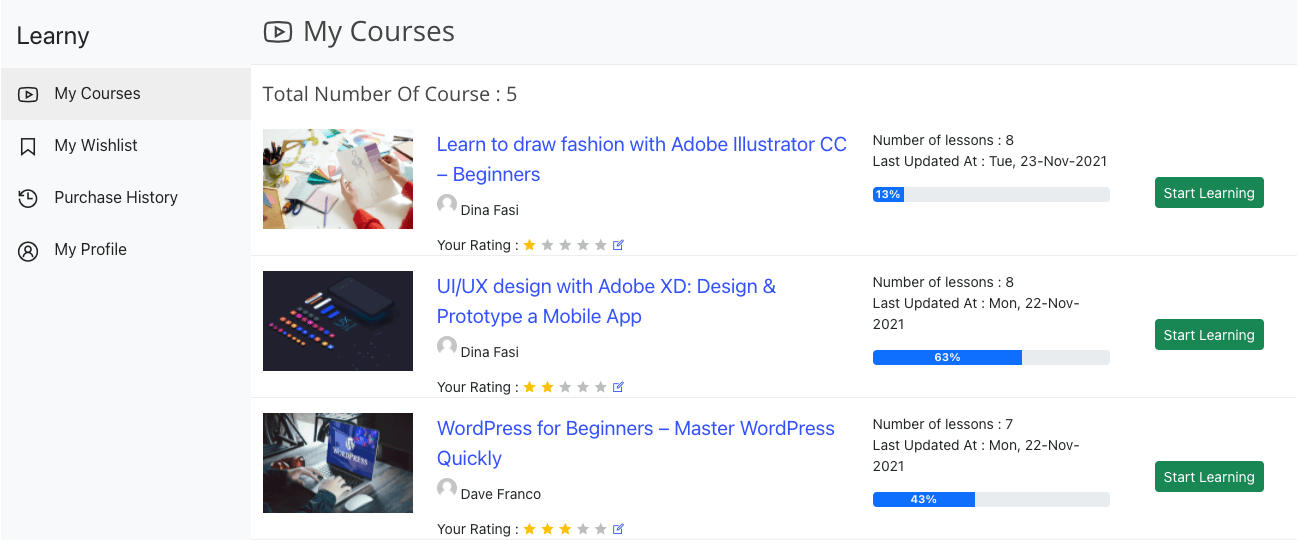 Learny
My Courses
My Courses
My Wishlist
Purchase History
My Profile
Total Number Of Course : 5
Learn to draw fashion with Adobe Illustrator CC
– Beginners
Dina Fasi
Your Rating :
Number of lessons : 8
Last Updated At : Tue, 23-Nov-2021
13%
Start Learning
UI/UX design with Adobe XD: Design &
Prototype a Mobile App
Dina Fasi
Your Rating :
Number of lessons : 8
Last Updated At : Mon, 22-Nov-
2021
63%
Start Learning
WORDPRESS
WordPress for Beginners – Master WordPress
Quickly
Dave Franco
Your Rating :
Number of lessons : 7
Last Updated At : Mon, 22-Nov-
2021
43%
Start Learning